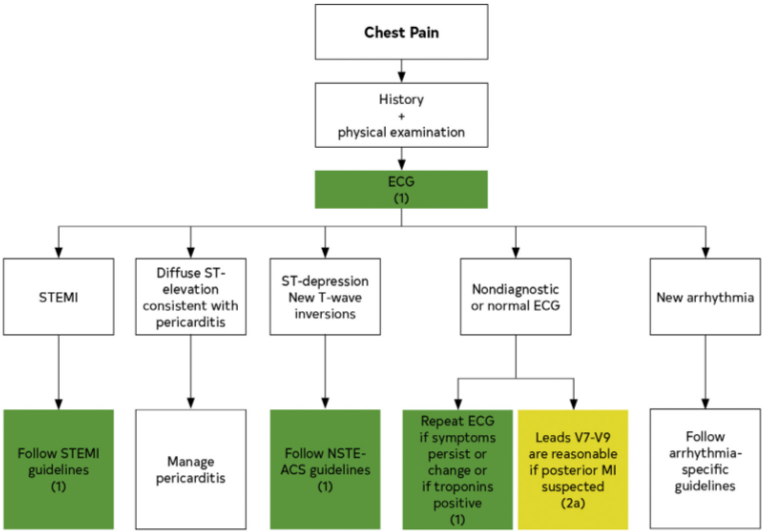 Chest Pain
History
+
physical examination
ECG
(1)
STEMI
Diffuse ST-
elevation
consistent with
pericarditis
ST-depression
New T-wave
inversions
Nondiagnostic
or normal ECG
New arrhythmia
Follow STEMI
guidelines
(1)
Manage
pericarditis
Follow NSTE-
ACS guidelines
(1)
Repeat ECG
if symptoms
persist or
change or
if troponins
positive
(1)
Leads V7-V9
are reasonable
if posterior MI
suspected
(2a)
Follow
arrhythmia-
specific
guidelines